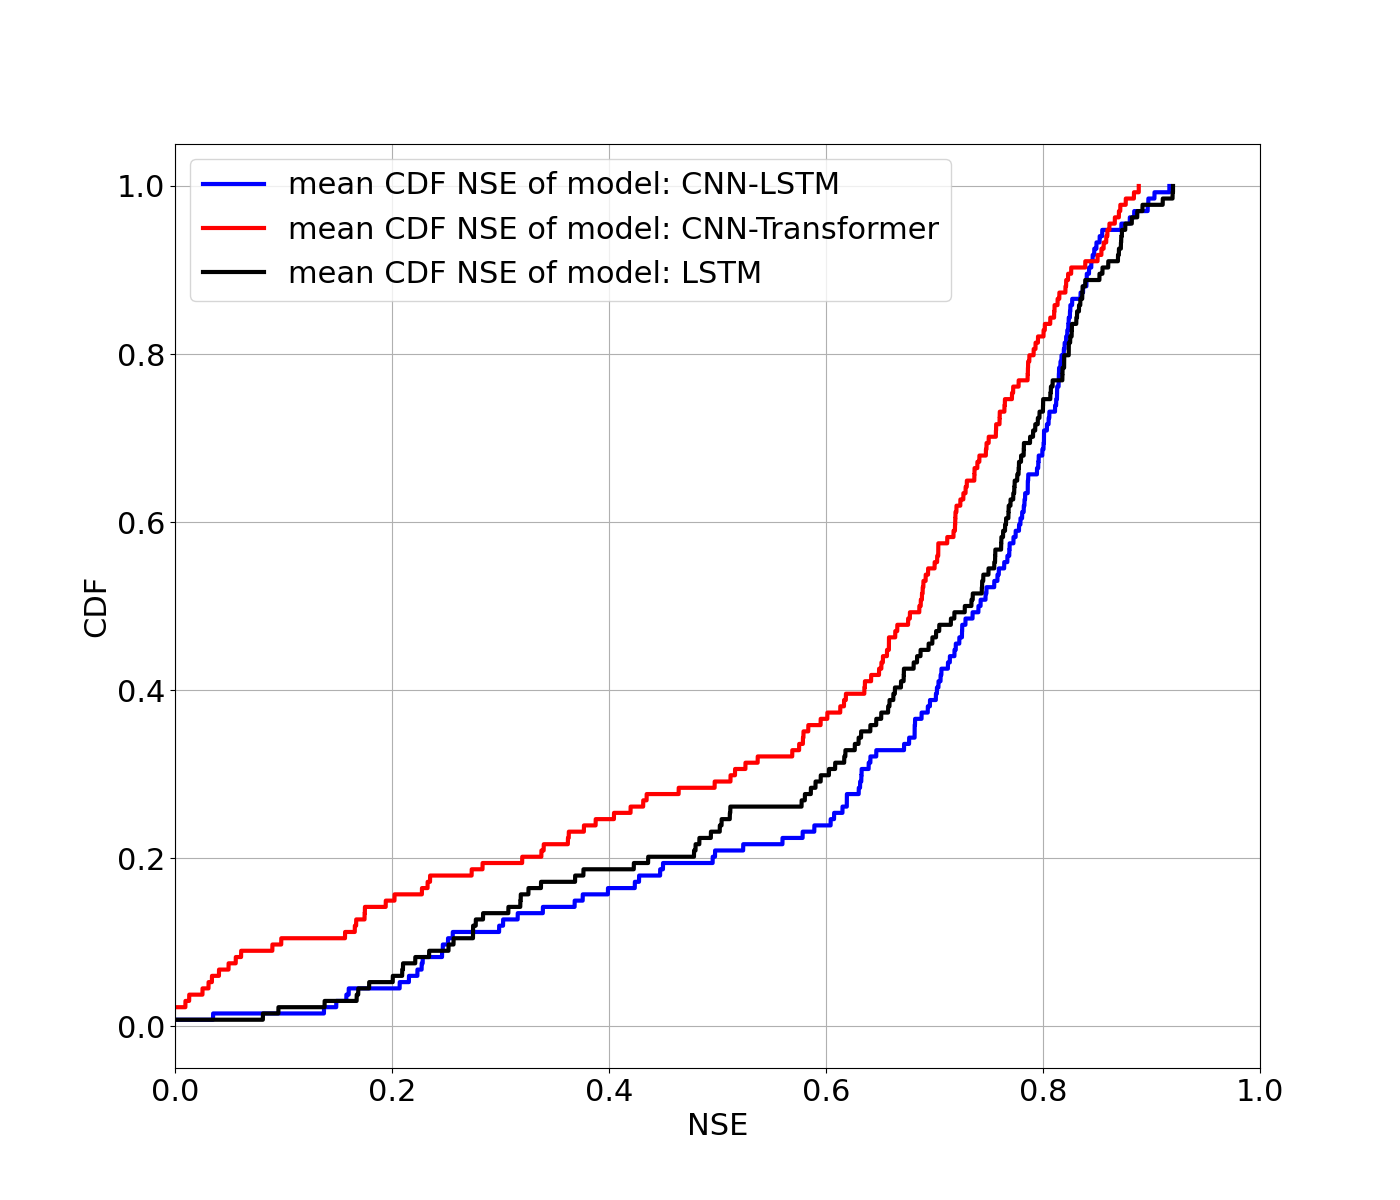 mean CDF NSE of model: CNN-LSTM
mean CDF NSE of model: CNN-Transformer
mean CDF NSE of model: LSTM
1.0
0.8
0.6
0.4
0.2
0.0
CDF
0.0 0.2 0.4 0.6 0.8 1.0
NSE